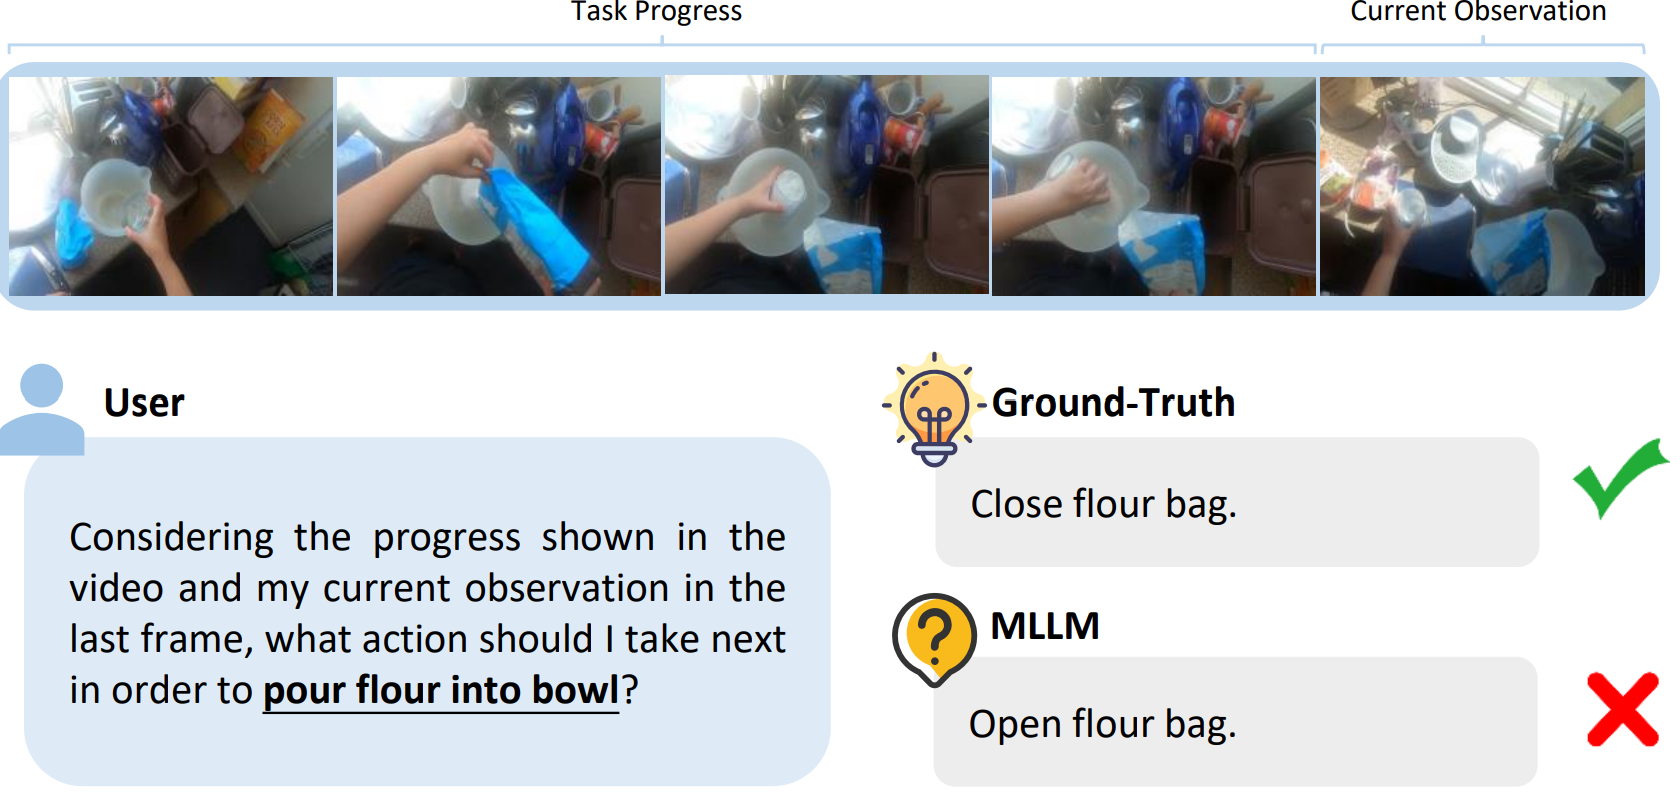 Task Progress
Current Observation
User
Considering the progress shown in the
video and my current observation in the
last frame, what action should I take next
in order to pour flour into bowl?
Ground-Truth
Close flour bag.
MLLM
Open flour bag.